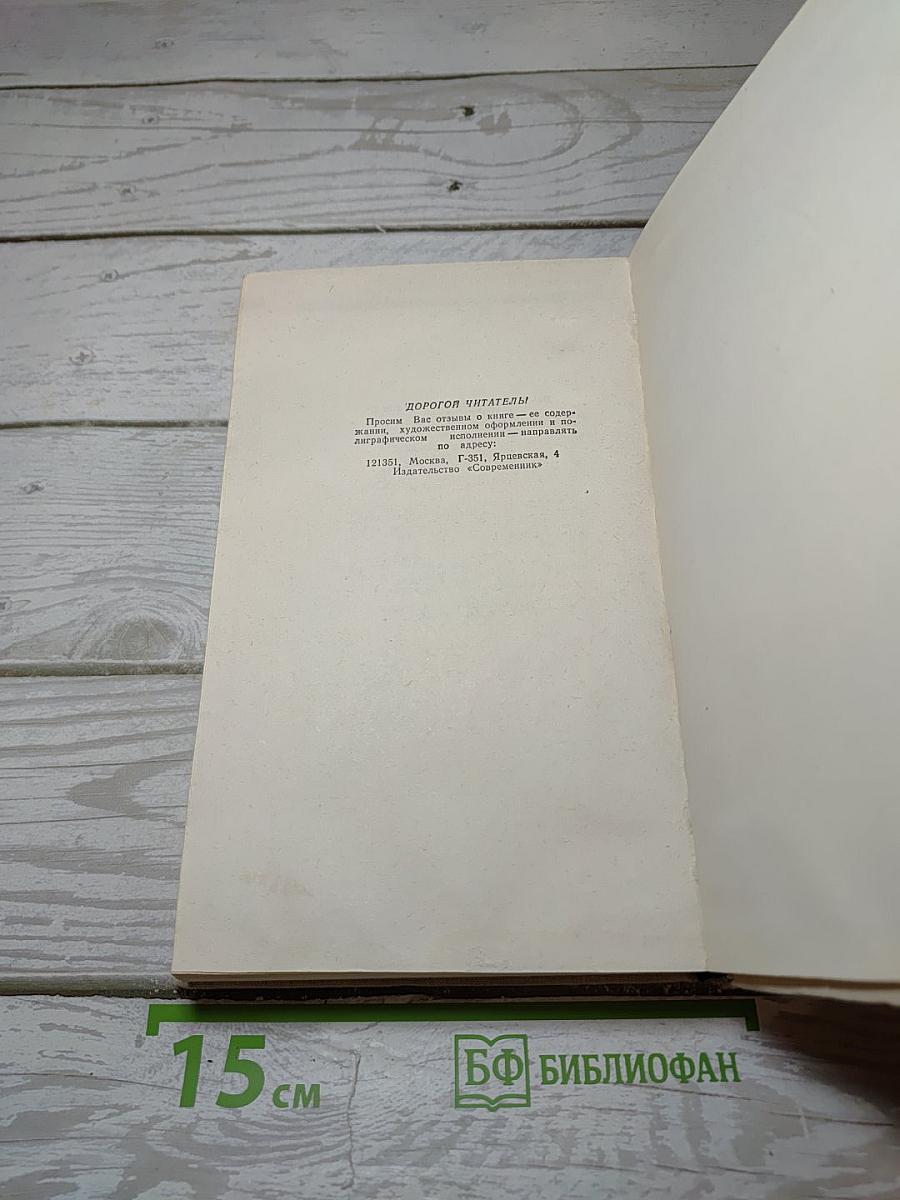 ДОРОГОЙ ЧИТАТЕЛЬ!
Просим Вас отзывы о книге — ее содер-
жании, художественном оформлении и по-
лиграфическом исполнении — направлять
по адресу:
121351, Москва, Г-351, Ярцевская, 4
Издательство «Современник»
15 см
БФ БИБЛИОФАН